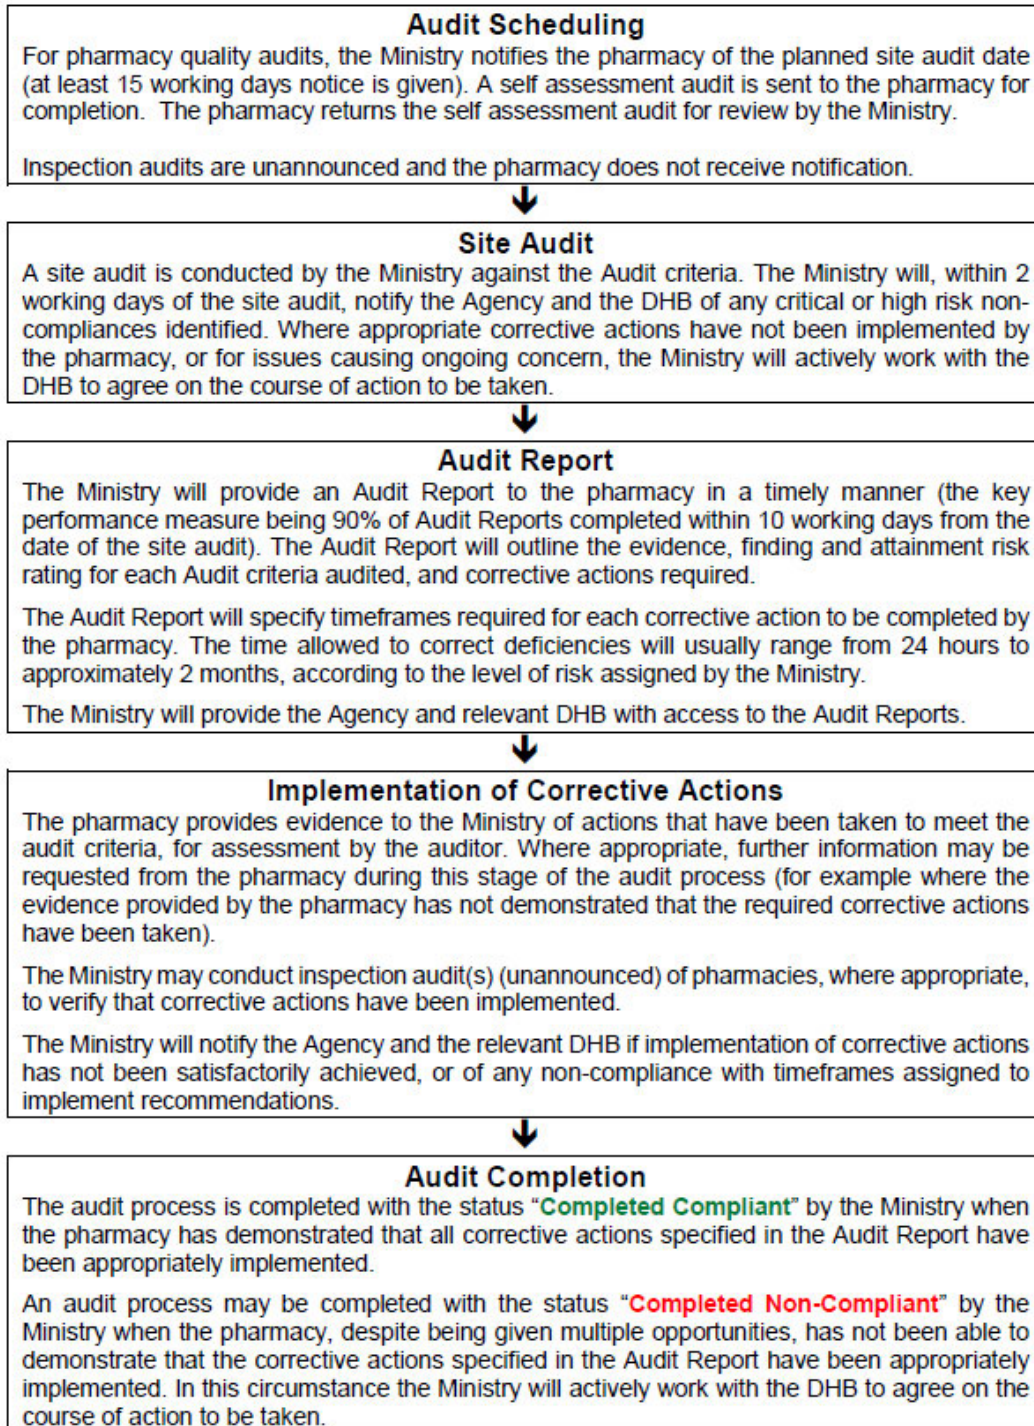 Audit Scheduling
For pharmacy quality audits, the Ministry notifies the pharmacy of the planned site audit date
(at least 15 working days notice is given). A self assessment audit is sent to the pharmacy for
completion. The pharmacy returns the self assessment audit for review by the Ministry.
Inspection audits are unannounced and the pharmacy does not receive notification.
Site Audit
A site audit is conducted by the Ministry against the Audit criteria. The Ministry will, within 2
working days of the site audit, notify the Agency and the DHB of any critical or high risk non-
compliances identified. Where appropriate corrective actions have not been implemented by
the pharmacy, or for issues causing ongoing concern, the Ministry will actively work with the
DHB to agree on the course of action to be taken.
Audit Report
The Ministry will provide an Audit Report to the pharmacy in a timely manner (the key
performance measure being 90% of Audit Reports completed within 10 working days from the
date of the site audit). The Audit Report will outline the evidence, finding and attainment risk
rating for each Audit criteria audited, and corrective actions required.
The Audit Report will specify timeframes required for each corrective action to be completed by
the pharmacy. The time allowed to correct deficiencies will usually range from 24 hours to
approximately 2 months, according to the level of risk assigned by the Ministry.
The Ministry will provide the Agency and relevant DHB with access to the Audit Reports.
Implementation of Corrective Actions
The pharmacy provides evidence to the Ministry of actions that have been taken to meet the
audit criteria, for assessment by the auditor. Where appropriate, further information may be
requested from the pharmacy during this stage of the audit process (for example where the
evidence provided by the pharmacy has not demonstrated that the required corrective actions
have been taken).
The Ministry may conduct inspection audit(s) (unannounced) of pharmacies, where appropriate,
to verify that corrective actions have been implemented.
The Ministry will notify the Agency and the relevant DHB if implementation of corrective actions
has not been satisfactorily achieved, or of any non-compliance with timeframes assigned to
implement recommendations.
Audit Completion
The audit process is completed with the status “Completed Compliant” by the Ministry when
the pharmacy has demonstrated that all corrective actions specified in the Audit Report have
been appropriately implemented.
An audit process may be completed with the status “Completed Non-Compliant” by the
Ministry when the pharmacy, despite being given multiple opportunities, has not been able to
demonstrate that the corrective actions specified in the Audit Report have been appropriately
implemented. In this circumstance the Ministry will actively work with the DHB to agree on the
course of action to be taken.